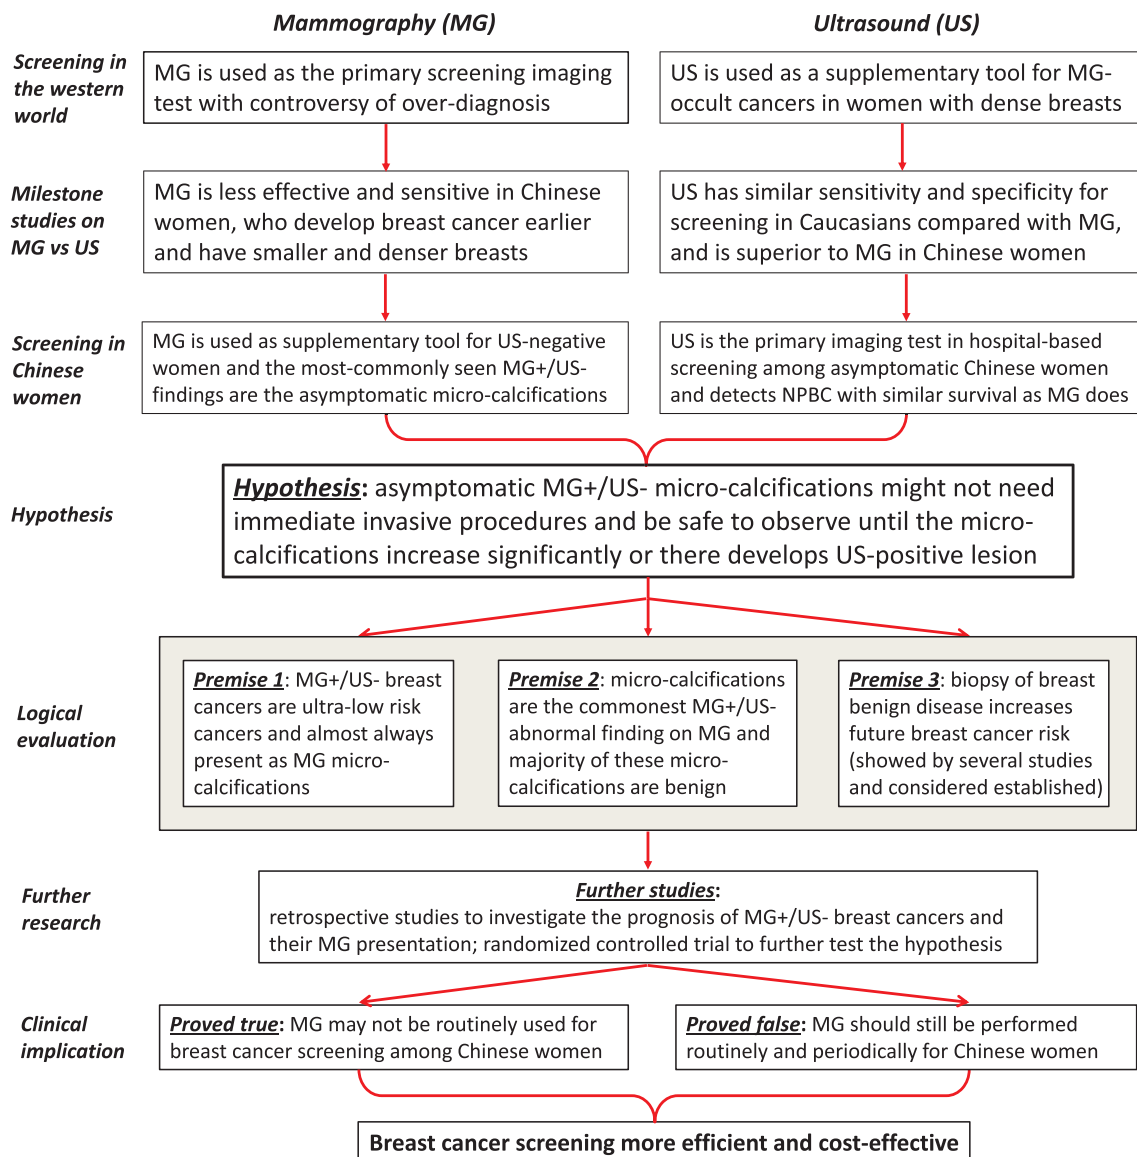 Mammography (MG)
Ultrasound (US)
Screening in
the western
world
MG is used as the primary screening imaging
test with controversy of over-diagnosis
US is used as a supplementary tool for MG-
occult cancers in women with dense breasts
Milestone
studies on
MG vs US
MG is less effective and sensitive in Chinese
women, who develop breast cancer earlier
and have smaller and denser breasts
US has similar sensitivity and specificity for
screening in Caucasians compared with MG,
and is superior to MG in Chinese women
Screening in
Chinese
women
MG is used as supplementary tool for US-negative
women and the most-commonly seen MG+/US-
findings are the asymptomatic micro-calcifications
US is the primary imaging test in hospital-based
screening among asymptomatic Chinese women
and detects NPBC with similar survival as MG does
Hypothesis
Hypothesis: asymptomatic MG+/US- micro-calcifications might not need
immediate invasive procedures and be safe to observe until the micro-
calcifications increase significantly or there develops US-positive lesion
Logical
evaluation
Premise 1: MG+/US- breast
cancers are ultra-low risk
cancers and almost always
present as MG micro-
calcifications
Premise 2: micro-calcifications
are the commonest MG+/US-
abnormal finding on MG and
majority of these micro-
calcifications are benign
Premise 3: biopsy of breast
benign disease increases
future breast cancer risk
(showed by several studies
and considered established)
Further
research
Further studies:
retrospective studies to investigate the prognosis of MG+/US- breast cancers and
their MG presentation; randomized controlled trial to further test the hypothesis
Clinical
implication
Proved true: MG may not be routinely used for
breast cancer screening among Chinese women
Proved false: MG should still be performed
routinely and periodically for Chinese women
Breast cancer screening more efficient and cost-effective